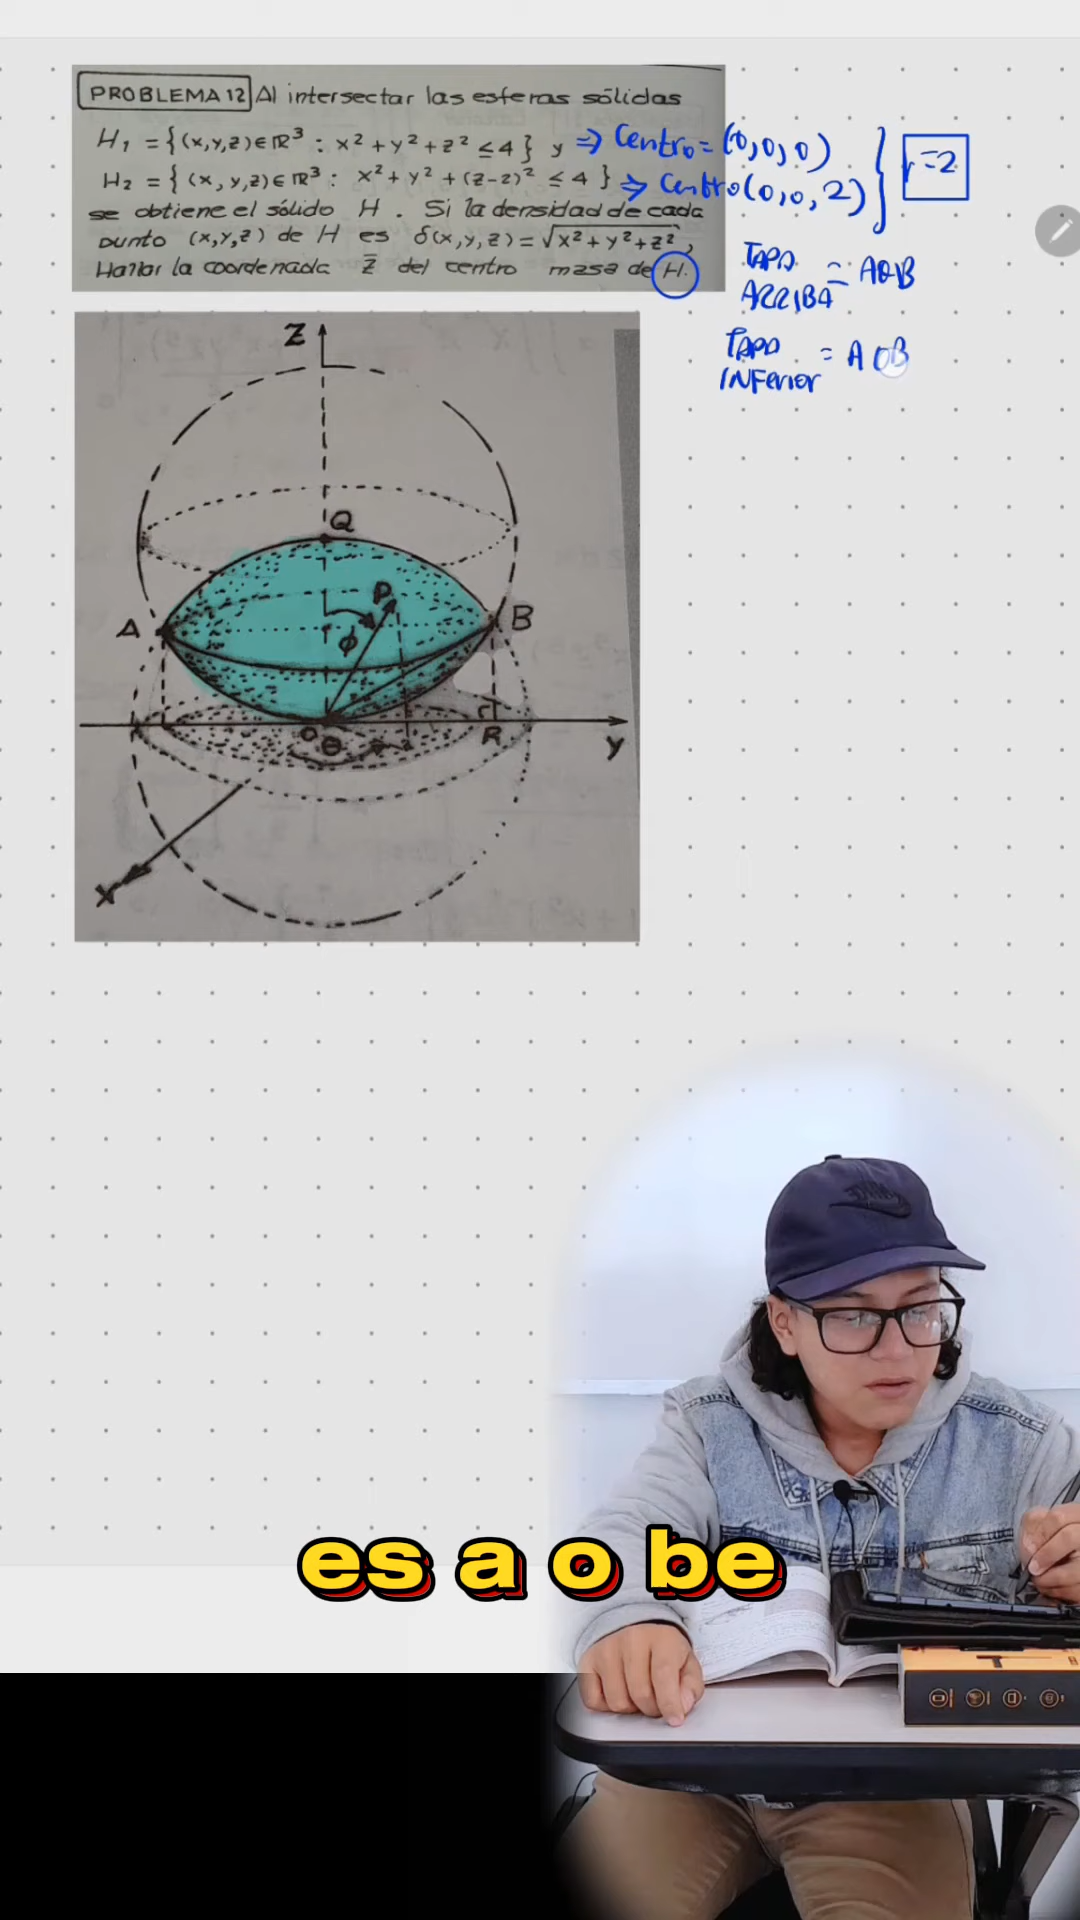 PROBLEMA 12 Al intersectar las esferas sólidas
H₁ = {(x,y,z)∈ℝ³ : x²+y²+z² ≤4} y ⇒ Centro = (0,0,0)
H₂ = {(x,y,z)∈ℝ³ : x²+y²+(z-2)² ≤ 4} ⇒ Centro(0,0,2)
r=2
se obtiene el sólido H. Si la densidad de cada
punto (x,y,z) de H es δ(x,y,z)=√x²+y²+z²,
Hallar la coordenada z̄ del centro masa de H.
TAPA
ARRIBA = AQB
TAPA
INFerior = AOB
Z
Q
P
A
B
φ
O
θ
r
R
y
X
es a o be